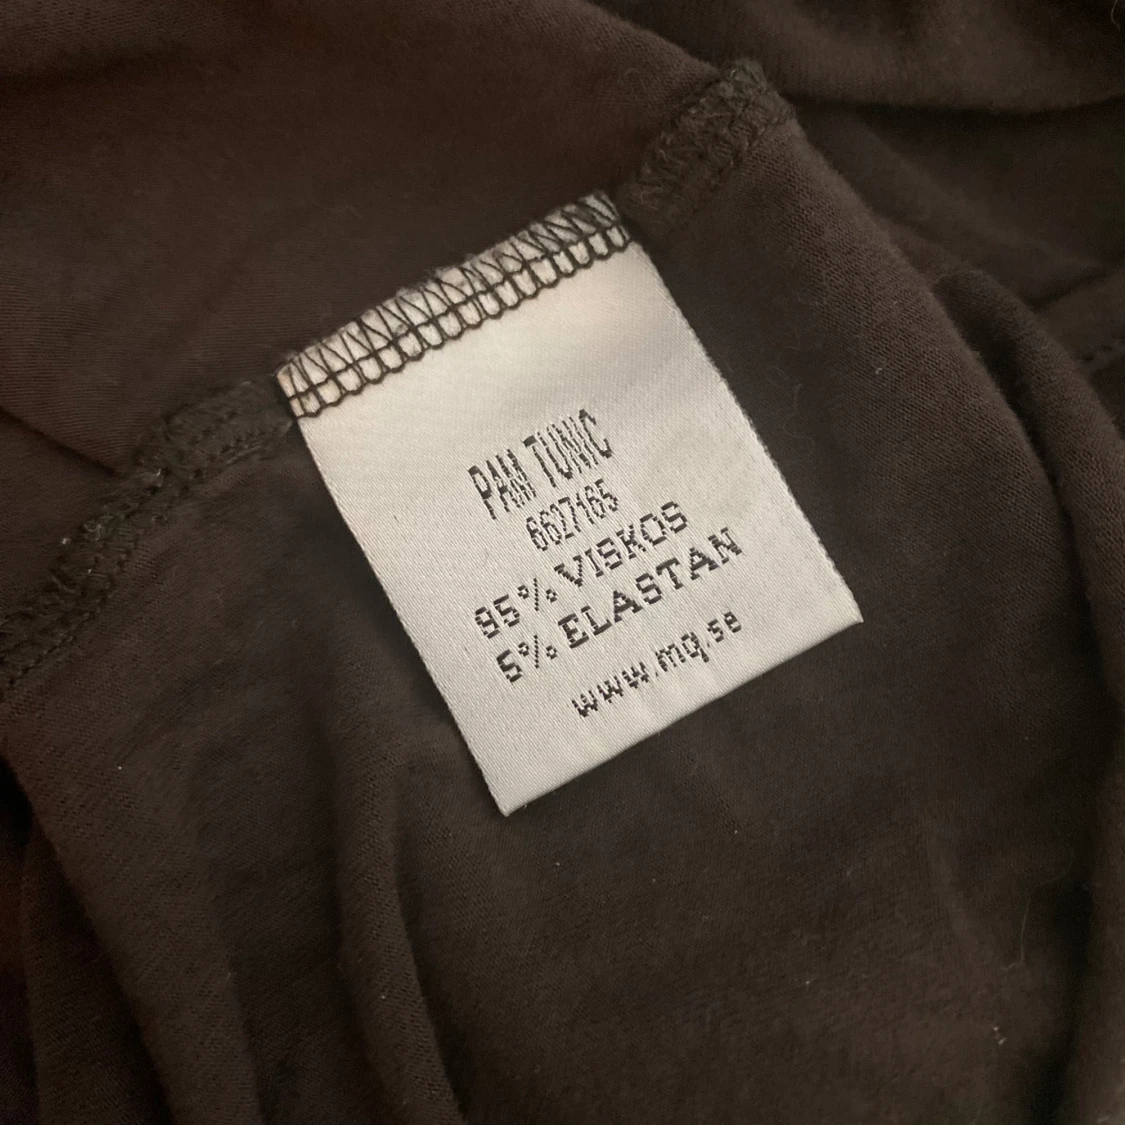 PAM TUNIC
6627165
95% VISKOS
5% ELASTAN
www.mq.se